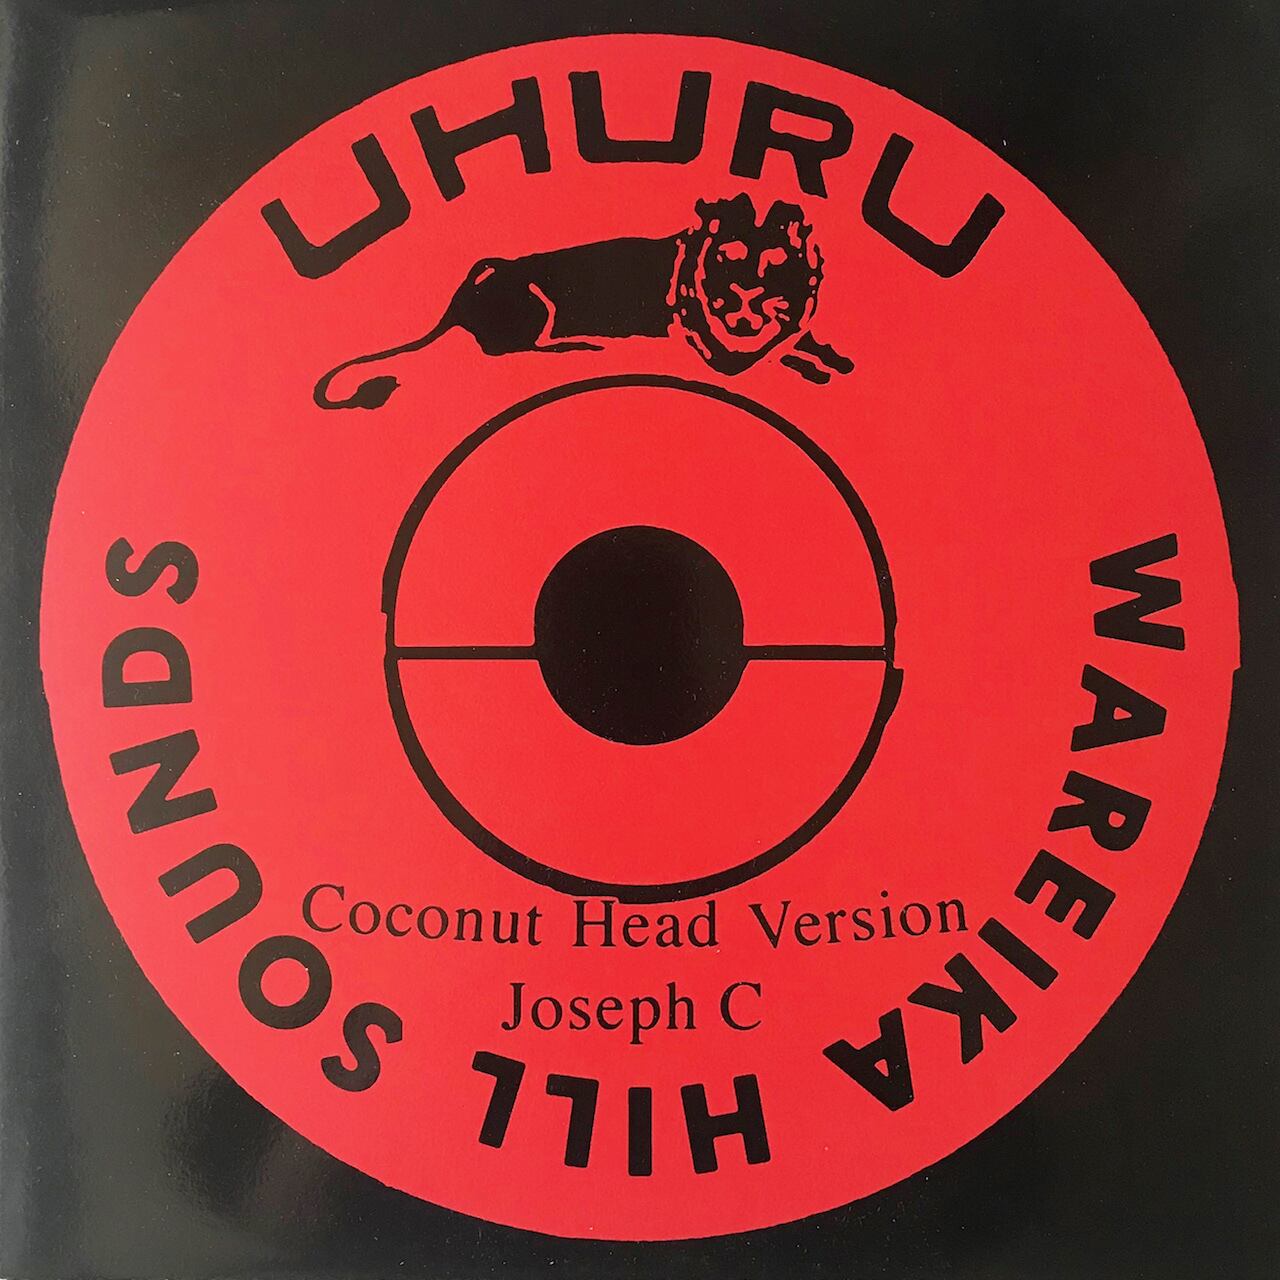 UHURU
WAREIKA HILL SOUNDS
Coconut Head Version
Joseph C